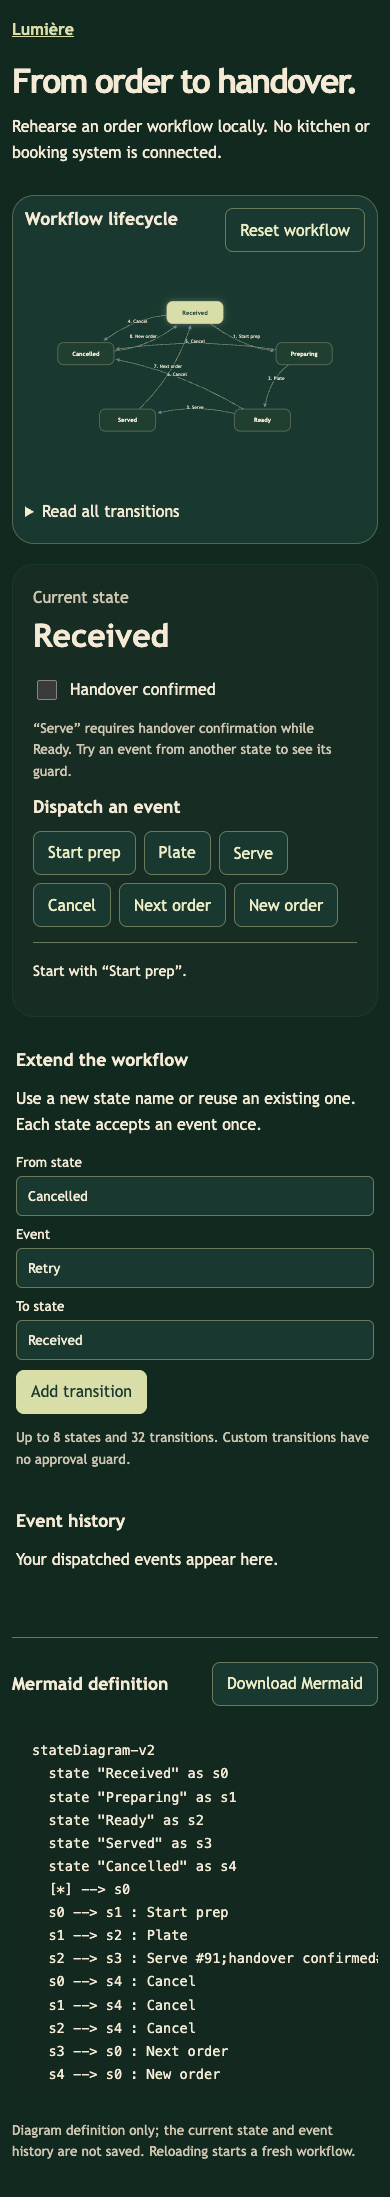 Lumière
From order to handover.
Rehearse an order workflow locally. No kitchen or
booking system is connected.
Workflow lifecycle
Reset workflow
Received
4. Cancel
8. New order
1. Start prep
5. Cancel
Cancelled
Preparing
7. Next order
6. Cancel
2. Plate
3. Serve
Served
Ready
Read all transitions
Current state
Received
Handover confirmed
“Serve” requires handover confirmation while
Ready. Try an event from another state to see its
guard.
Dispatch an event
Start prep
Plate
Serve
Cancel
Next order
New order
Start with “Start prep”.
Extend the workflow
Use a new state name or reuse an existing one.
Each state accepts an event once.
From state
Cancelled
Event
Retry
To state
Received
Add transition
Up to 8 states and 32 transitions. Custom transitions have
no approval guard.
Event history
Your dispatched events appear here.
Mermaid definition
Download Mermaid
stateDiagram-v2
state "Received" as s0
state "Preparing" as s1
state "Ready" as s2
state "Served" as s3
state "Cancelled" as s4
[*] --> s0
s0 --> s1 : Start prep
s1 --> s2 : Plate
s2 --> s3 : Serve #91;handover confirmed
s0 --> s4 : Cancel
s1 --> s4 : Cancel
s2 --> s4 : Cancel
s3 --> s0 : Next order
s4 --> s0 : New order
Diagram definition only; the current state and event
history are not saved. Reloading starts a fresh workflow.